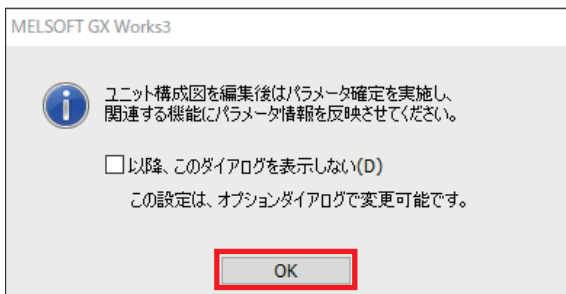 MELSOFT GX Works3
ユニット構成図を編集後はパラメータ確定を実施し、
関連する機能にパラメータ情報を反映させてください。
以降、このダイアログを表示しない(D)
この設定は、オプションダイアログで変更可能です。
OK